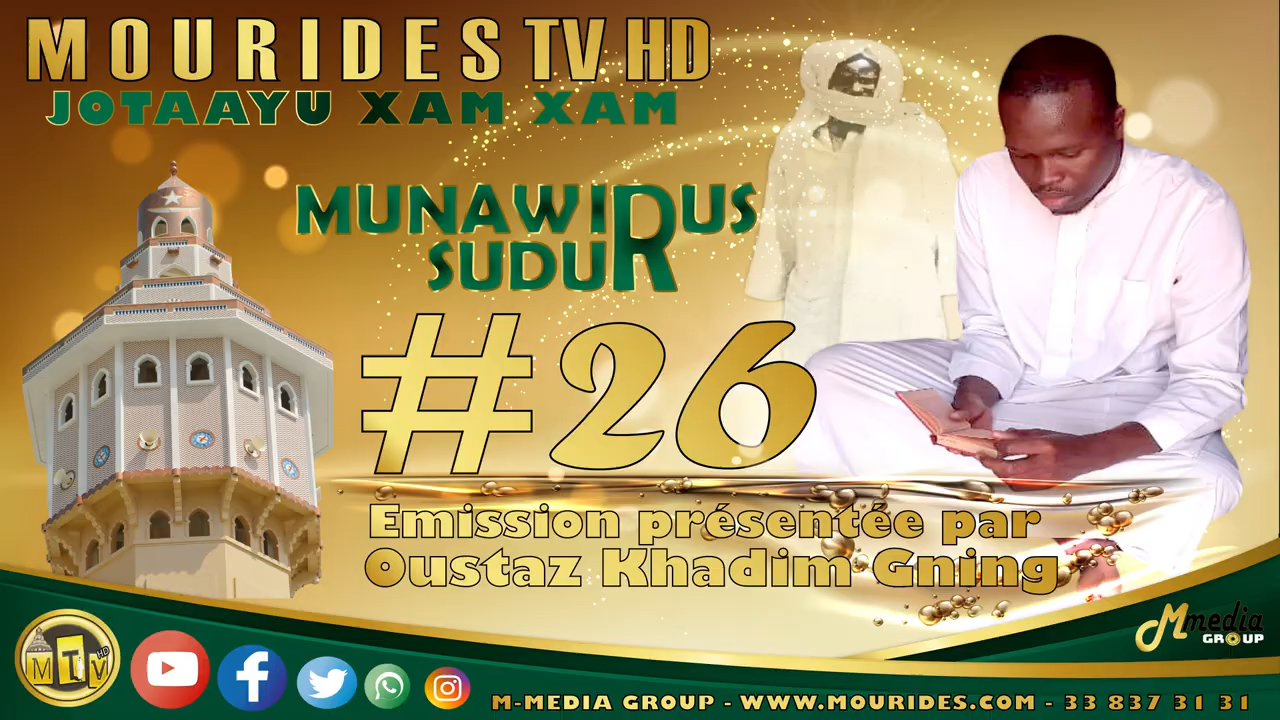 MOURIDES TV HD
JOTAAYU XAM XAM
MUNAWIRUS
SUDUR
#26
Emission présentée par
Oustaz Khadim Gning
MTV HD
Mmedia
GROUP
M-MEDIA GROUP - WWW.MOURIDES.COM - 33 837 31 31